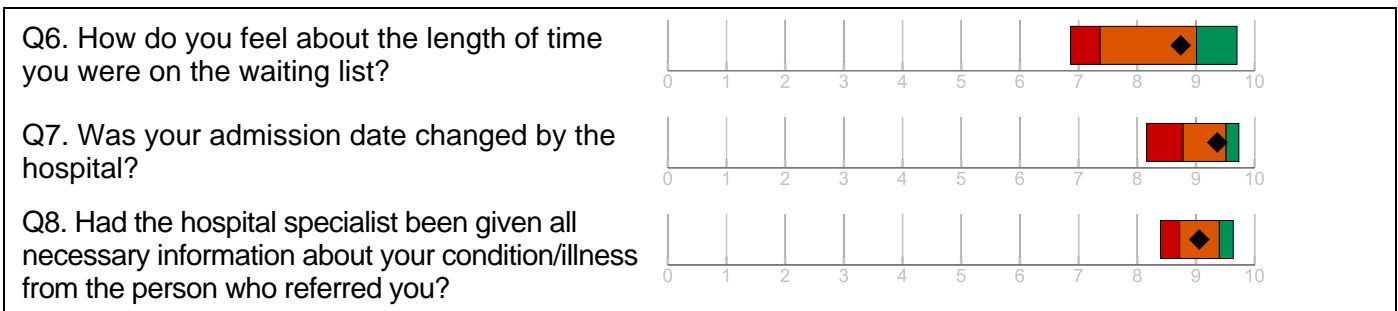 Q6. How do you feel about the length of time
you were on the waiting list?
0 1 2 3 4 5 6 7 8 9 10
Q7. Was your admission date changed by the
hospital?
0 1 2 3 4 5 6 7 8 9 10
Q8. Had the hospital specialist been given all
necessary information about your condition/illness
from the person who referred you?
0 1 2 3 4 5 6 7 8 9 10